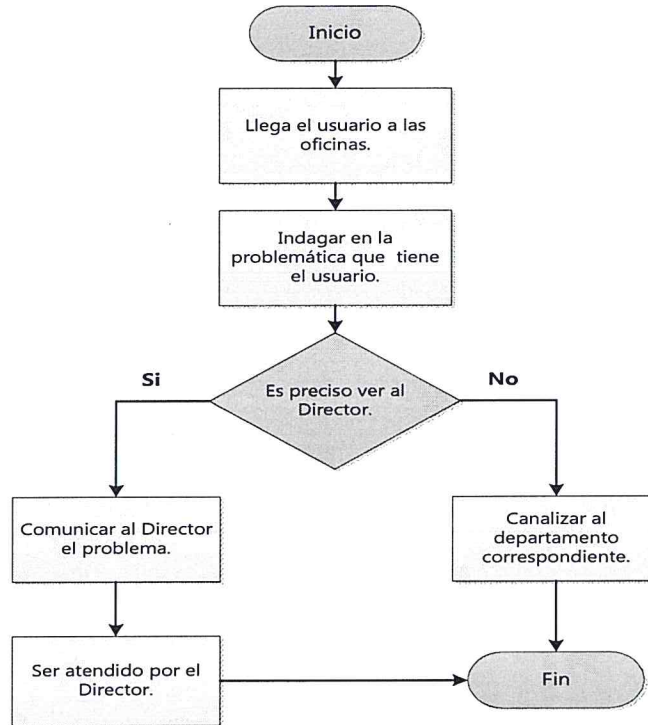 Inicio
Llega el usuario a las
oficinas.
Indagar en la
problemática que tiene
el usuario.
Si
Es preciso ver al
Director.
No
Comunicar al Director
el problema.
Canalizar al
departamento
correspondiente.
Ser atendido por el
Director.
Fin